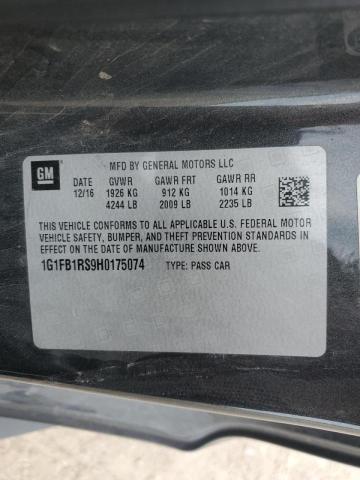 GM
MFD BY GENERAL MOTORS LLC
DATE GVWR GAWR FRT GAWR RR
12/16 1926 KG 912 KG 1014 KG
4244 LB 2009 LB 2235 LB
THIS VEHICLE CONFORMS TO ALL APPLICABLE U.S. FEDERAL MOTOR
VEHICLE SAFETY, BUMPER, AND THEFT PREVENTION STANDARDS
IN EFFECT ON THE DATE OF MANUFACTURE SHOWN ABOVE.
1G1FB1RS9H0175074 TYPE: PASS CAR